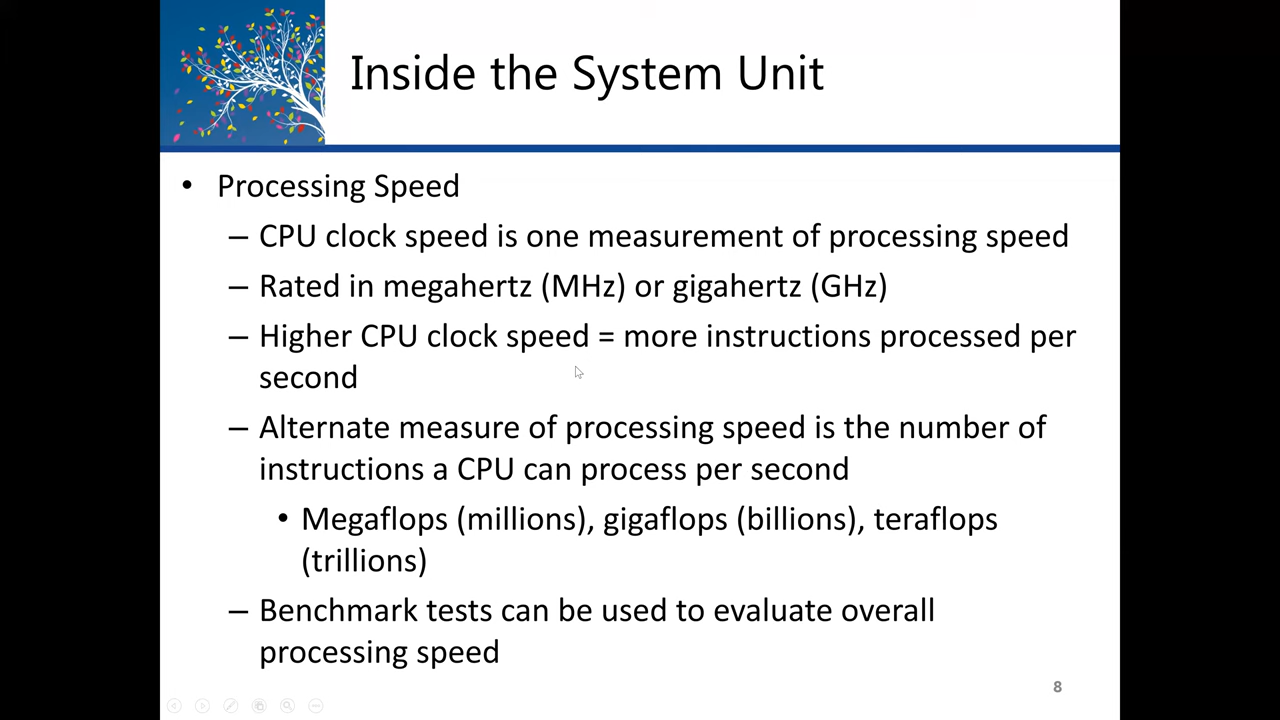 Inside the System Unit
• Processing Speed
– CPU clock speed is one measurement of processing speed
– Rated in megahertz (MHz) or gigahertz (GHz)
– Higher CPU clock speed = more instructions processed per
second
– Alternate measure of processing speed is the number of
instructions a CPU can process per second
• Megaflops (millions), gigaflops (billions), teraflops
(trillions)
– Benchmark tests can be used to evaluate overall
processing speed
8